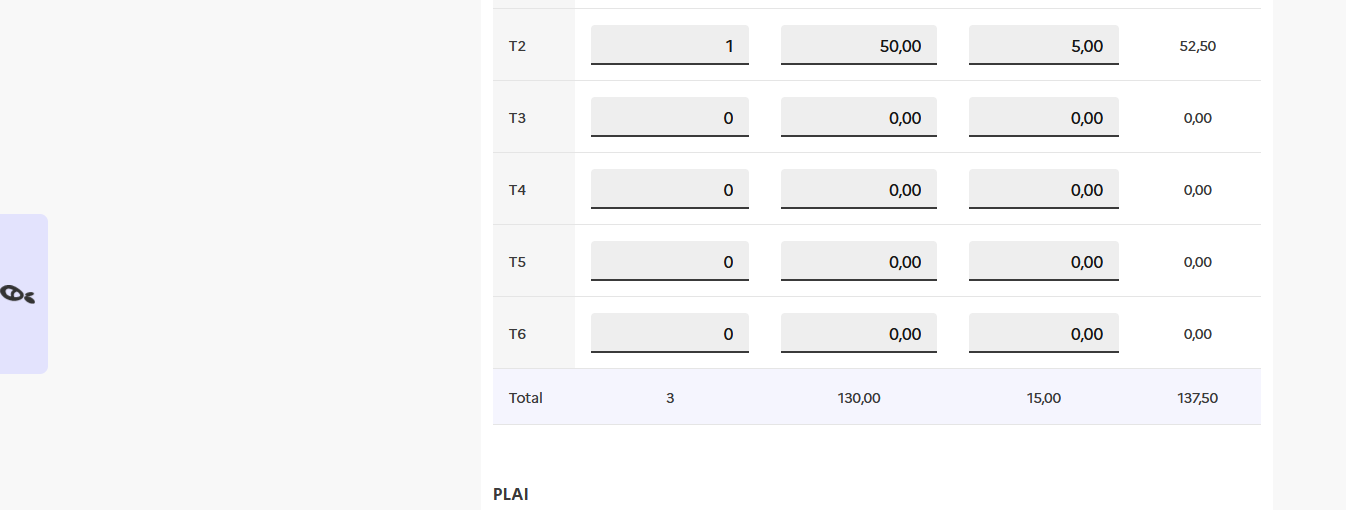 T2 1 50,00 5,00 52,50
T3 0 0,00 0,00 0,00
T4 0 0,00 0,00 0,00
T5 0 0,00 0,00 0,00
T6 0 0,00 0,00 0,00
Total 3 130,00 15,00 137,50
PLAI